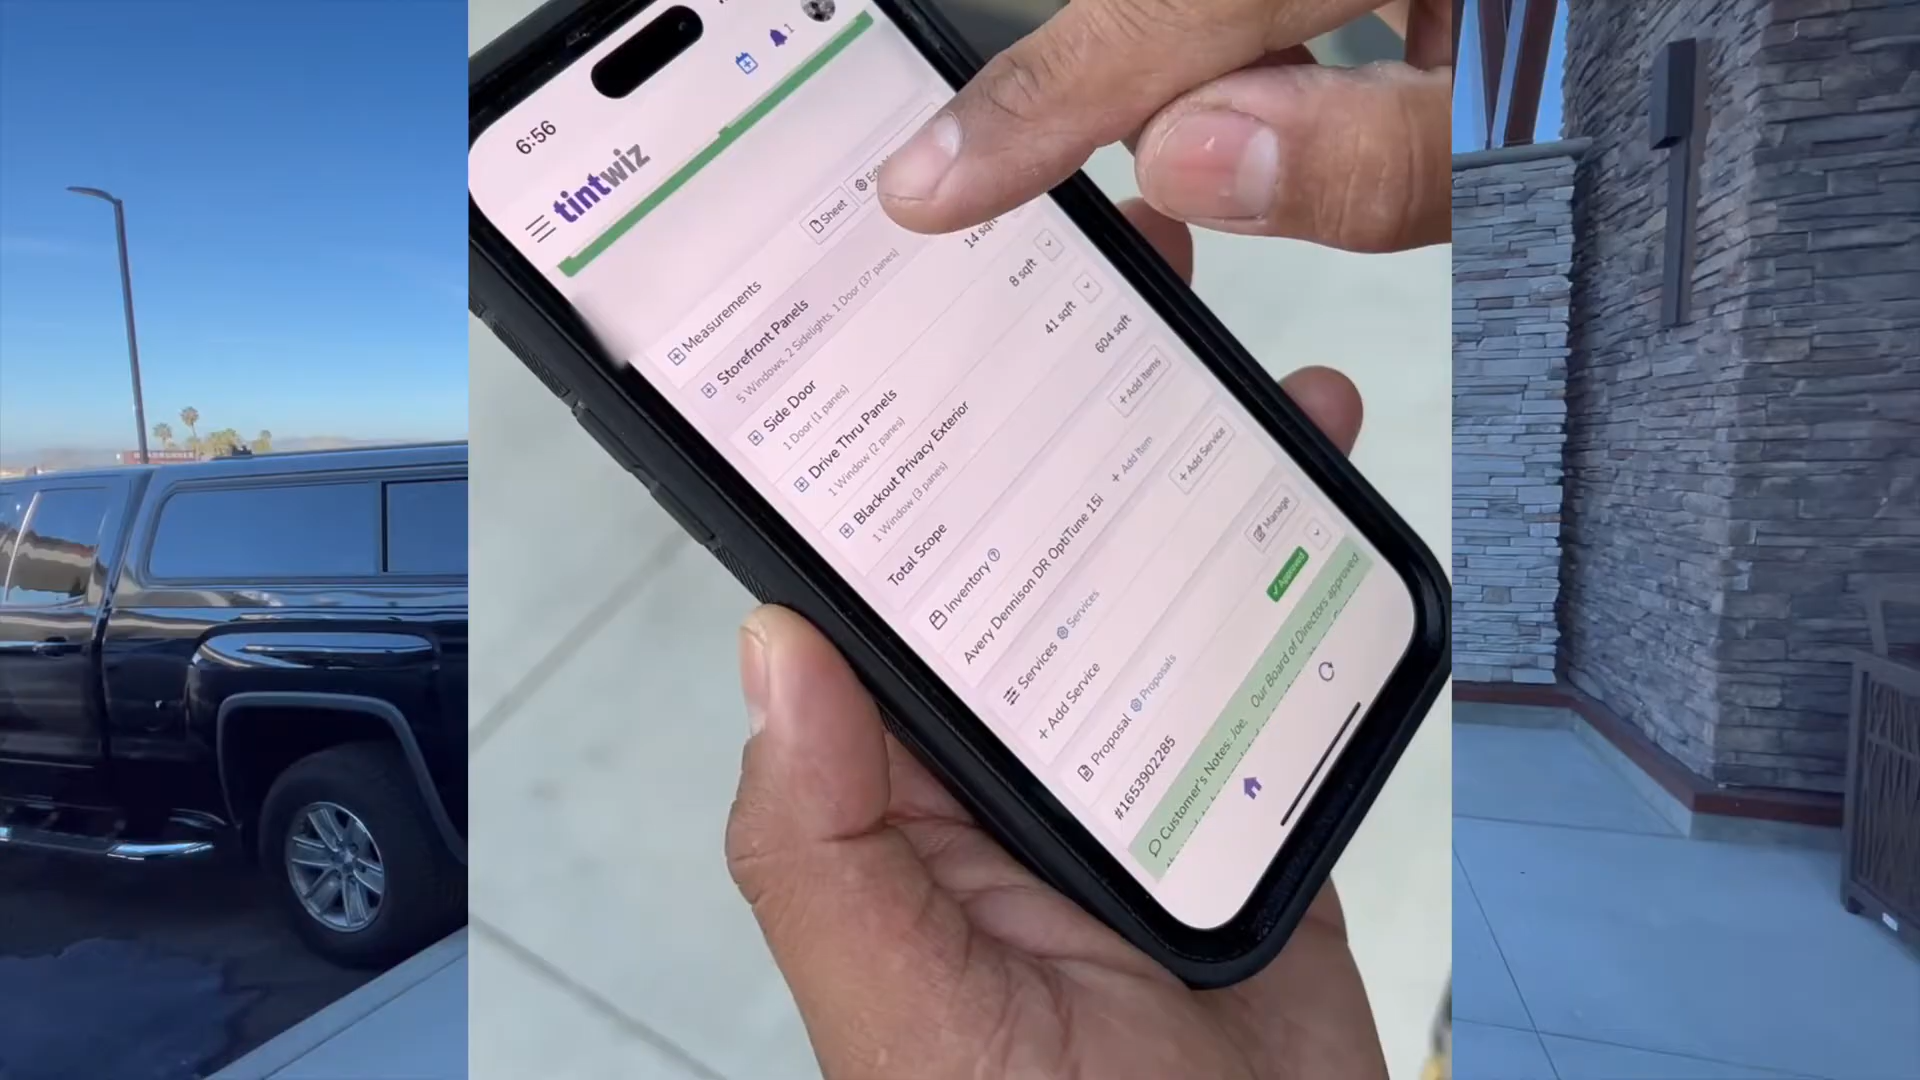 6:56
tintwiz
1
Measurements
Sheet
Storefront Panels
5 Windows, 2 Sidelights, 1 Door (37 panes)
14 sqft
Side Door
1 Door (1 panes)
8 sqft
Drive Thru Panels
1 Window (2 panes)
41 sqft
Blackout Privacy Exterior
1 Window (3 panes)
Total Scope
604 sqft
Inventory
+ Add Items
Avery Dennison DR OptiTune 15i
+ Add Item
Services
Services
+ Add Service
+ Add Service
Proposal
Proposals
Manage
#1653902285
Approved
Customer's Notes: Joe, Our Board of Directors approved